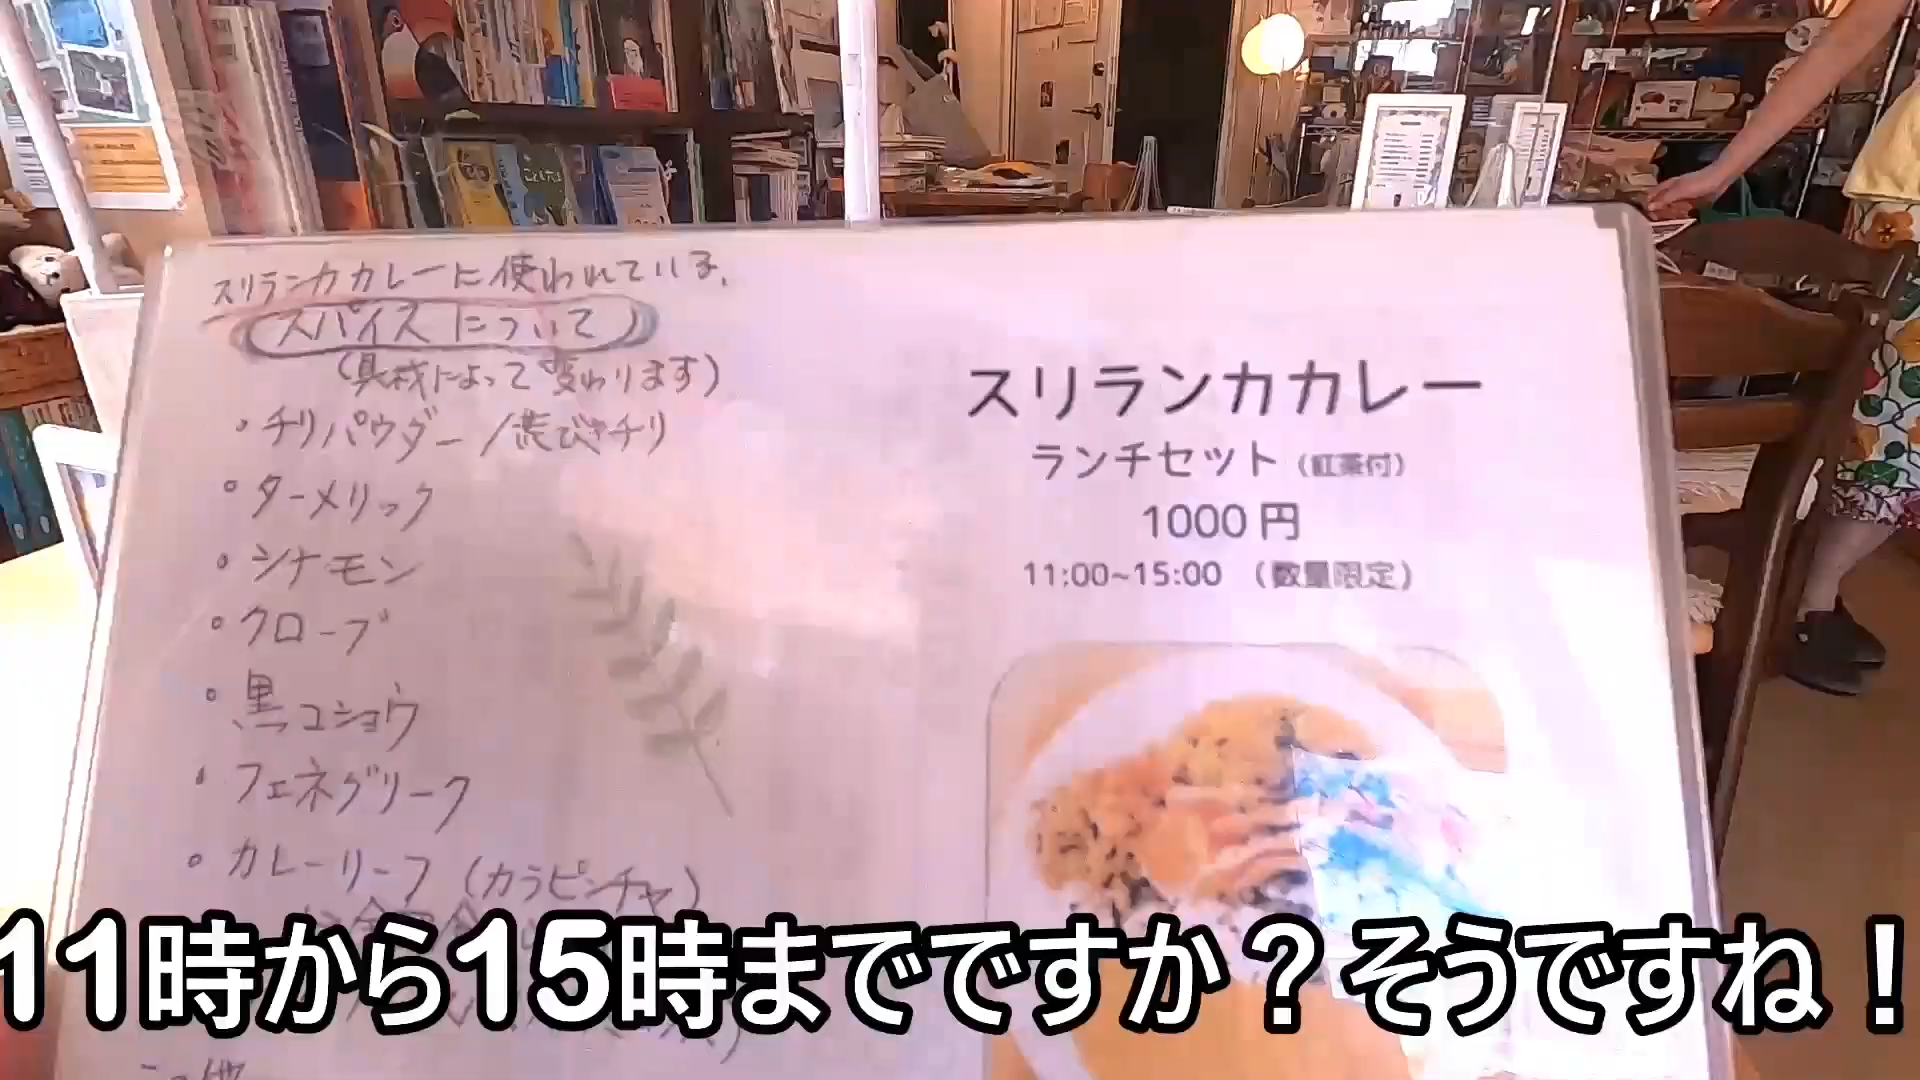 スリランカカレーに使われている、
スパイスについて
(具材によって変わります)
・チリパウダー/荒びきチリ
・ターメリック
・シナモン
・クローブ
・黒コショウ
・フェネグリーク
・カレーリーフ(カラピンチャ)
スリランカカレー
ランチセット(紅茶付)
1000円
11:00~15:00 (数量限定)
11時から15時までですか?そうですね!